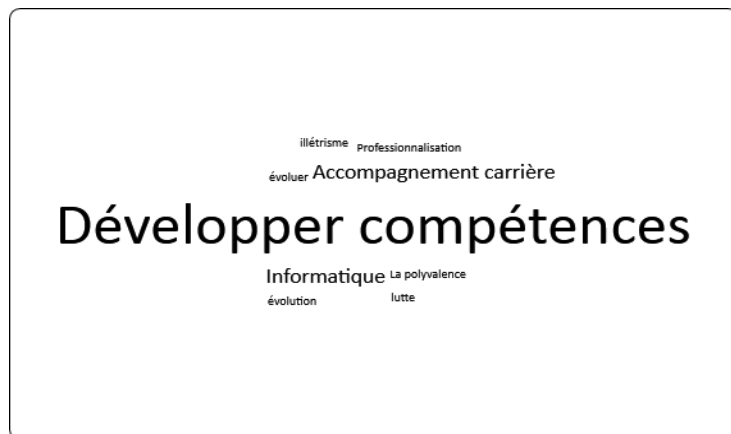 illétrisme Professionnalisation
évoluer Accompagnement carrière
Développer compétences
Informatique La polyvalence
évolution lutte